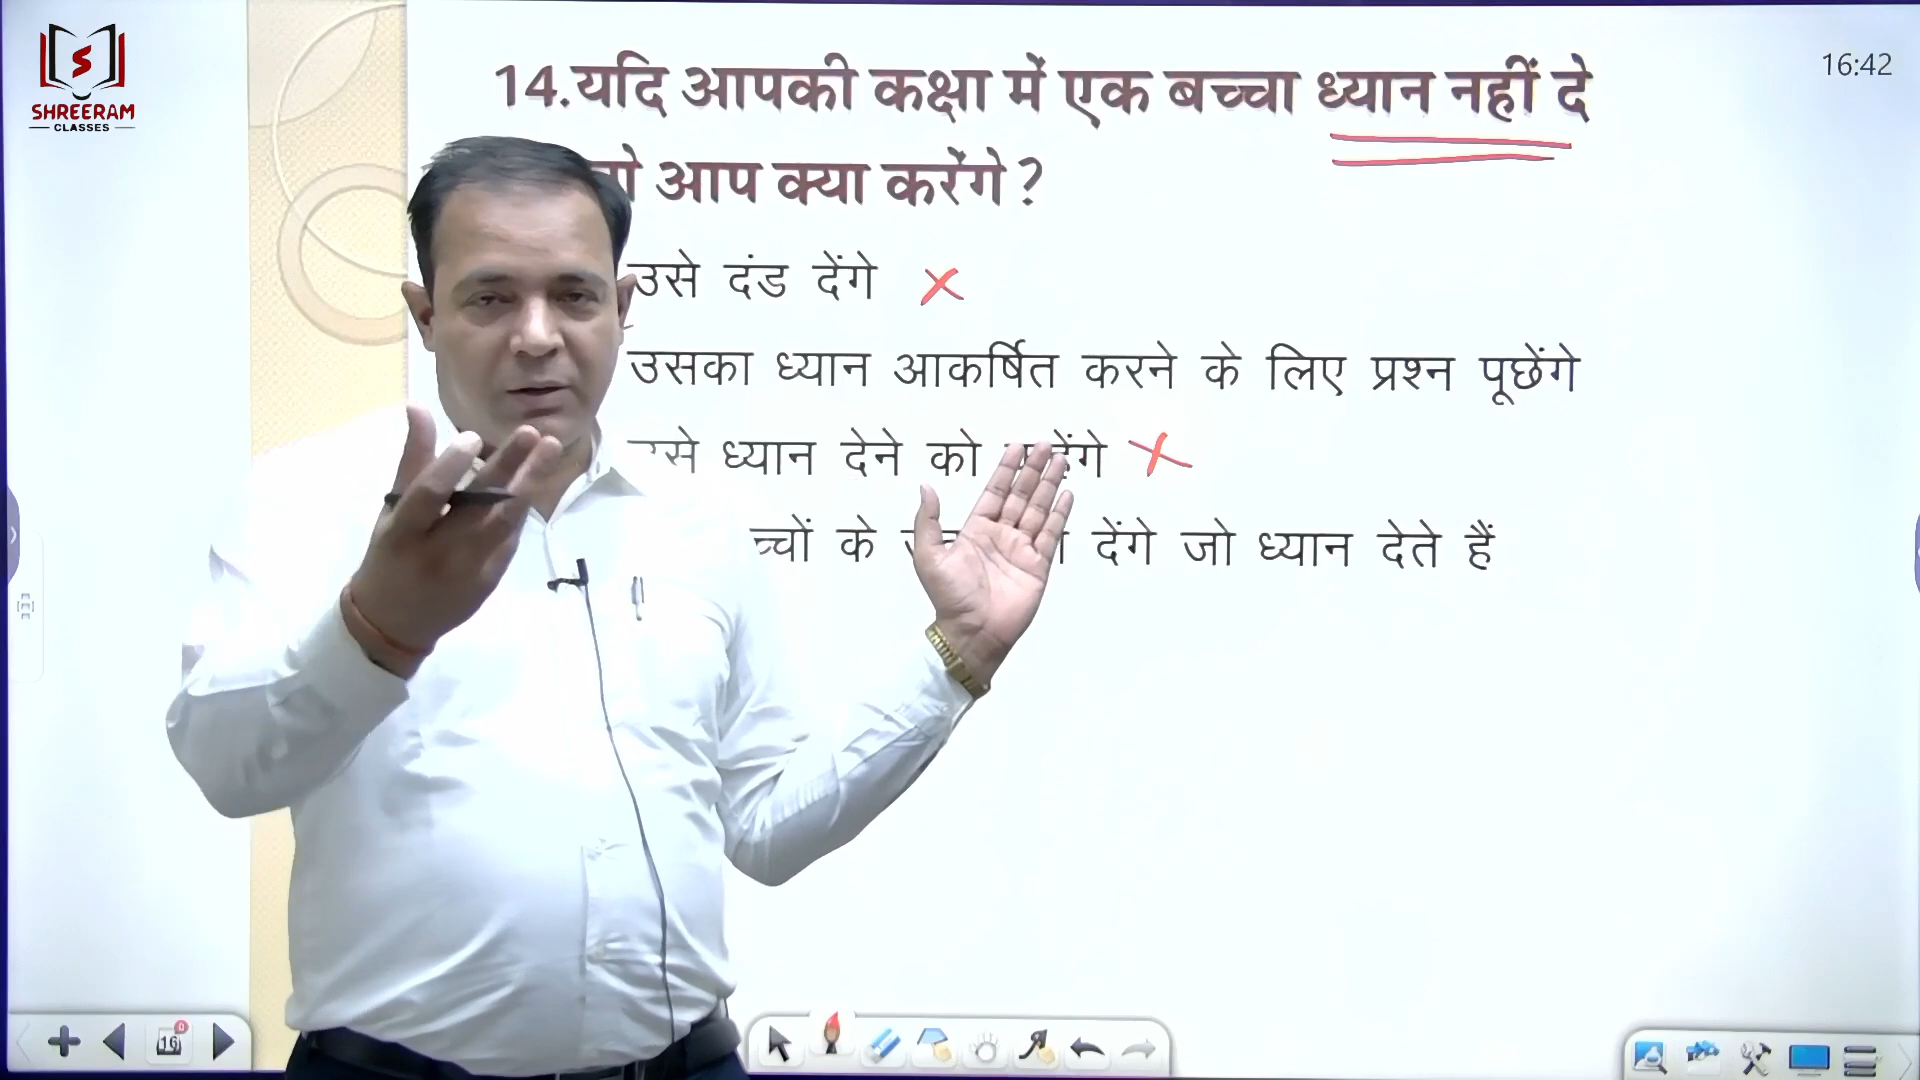 SHREERAM
CLASSES
16:42
14.यदि आपकी कक्षा में एक बच्चा ध्यान नहीं दे
आप क्या करेंगे ?
उसे दंड देंगे
उसका ध्यान आकर्षित करने के लिए प्रश्न पूछेंगे
ध्यान देने को
के देंगे जो ध्यान देते हैं
16